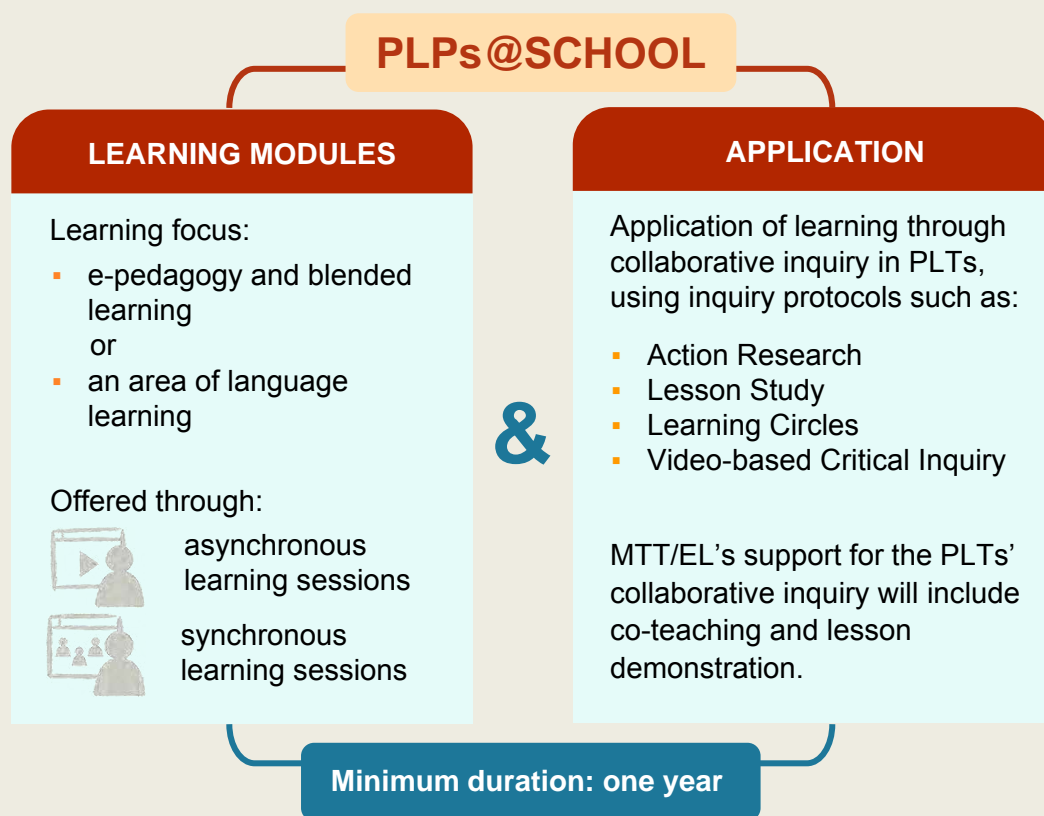 PLPs@SCHOOL
LEARNING MODULES
Learning focus:
▪ e-pedagogy and blended
learning
or
▪ an area of language
learning
Offered through:
asynchronous
learning sessions
synchronous
learning sessions
&
APPLICATION
Application of learning through
collaborative inquiry in PLTs,
using inquiry protocols such as:
▪ Action Research
▪ Lesson Study
▪ Learning Circles
▪ Video-based Critical Inquiry
MTT/EL’s support for the PLTs’
collaborative inquiry will include
co-teaching and lesson
demonstration.
Minimum duration: one year